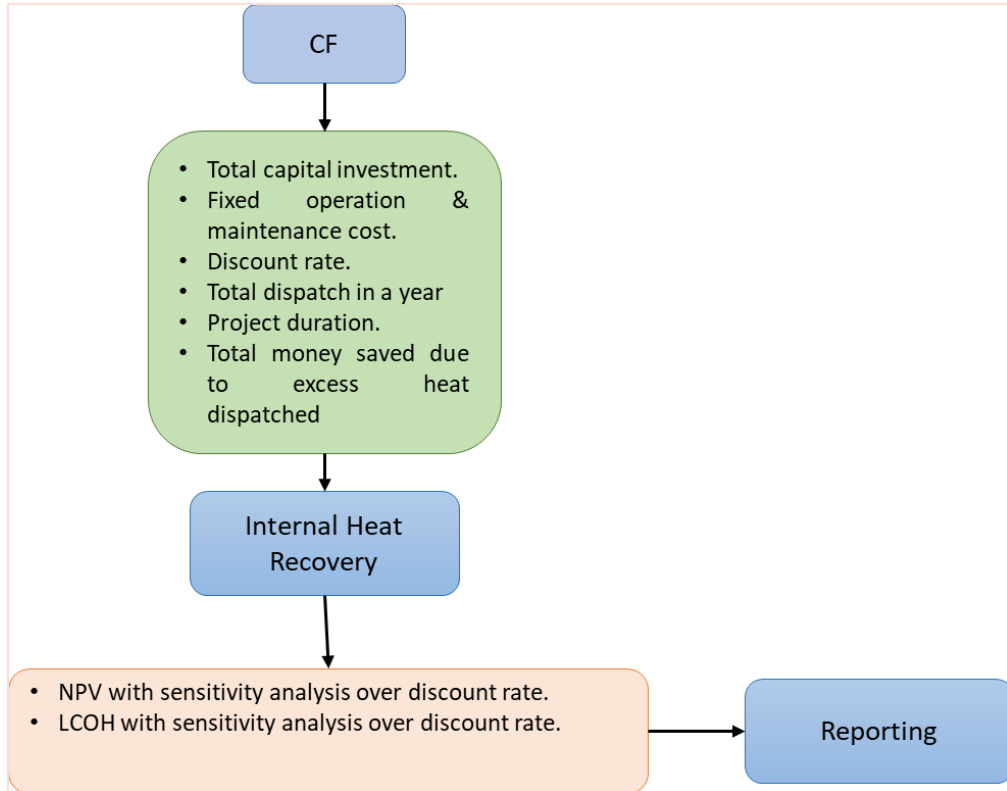 CF
• Total capital investment.
• Fixed operation &
maintenance cost.
• Discount rate.
• Total dispatch in a year
• Project duration.
• Total money saved due
to excess heat
dispatched
Internal Heat
Recovery
• NPV with sensitivity analysis over discount rate.
• LCOH with sensitivity analysis over discount rate.
Reporting